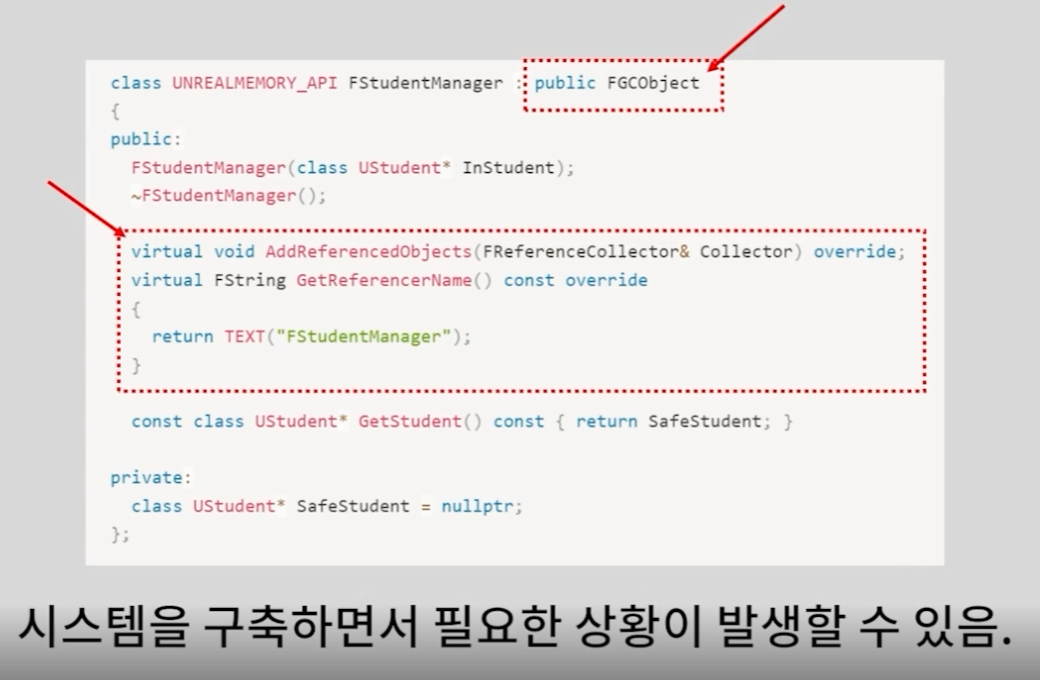 class UNREALMEMORY_API FStudentManager : public FGCObject
{
public:
FStudentManager(class UStudent* InStudent);
~FStudentManager();
virtual void AddReferencedObjects(FReferenceCollector& Collector) override;
virtual FString GetReferencerName() const override
{
return TEXT("FStudentManager");
}
const class UStudent* GetStudent() const { return SafeStudent; }
private:
class UStudent* SafeStudent = nullptr;
};
시스템을 구축하면서 필요한 상황이 발생할 수 있음.